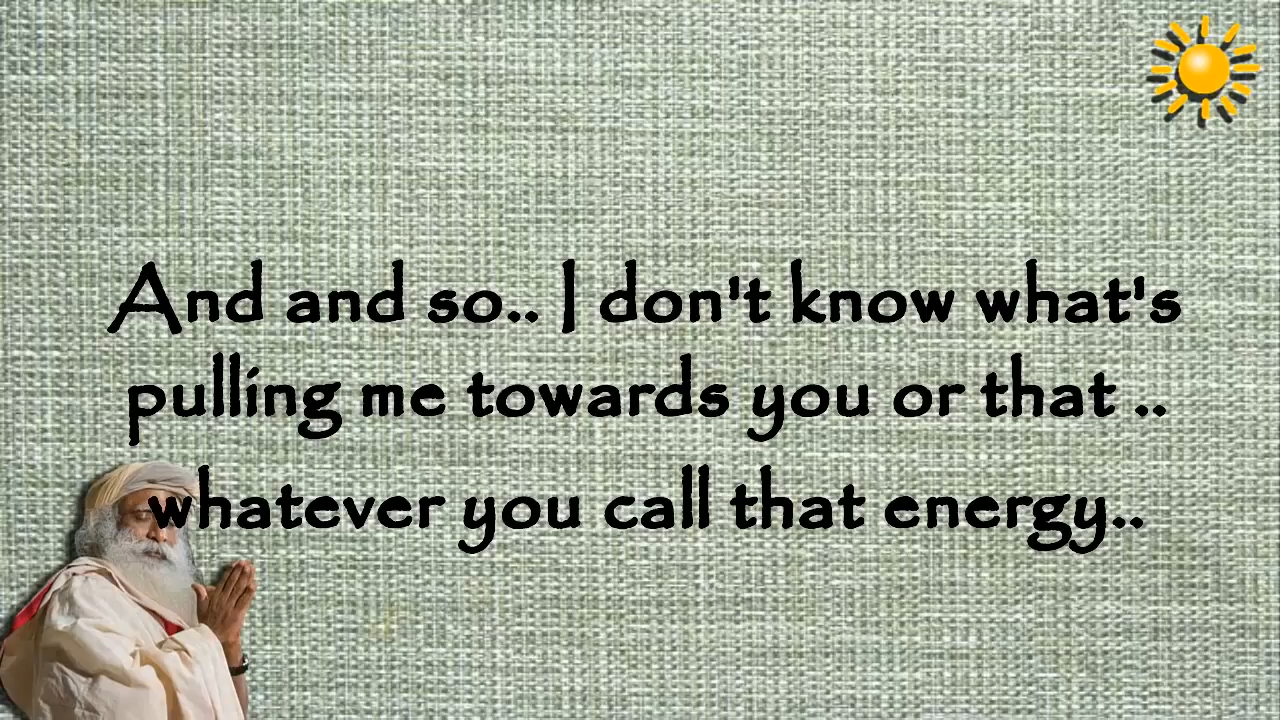 And and so.. I don't know what's
pulling me towards you or that ..
whatever you call that energy..